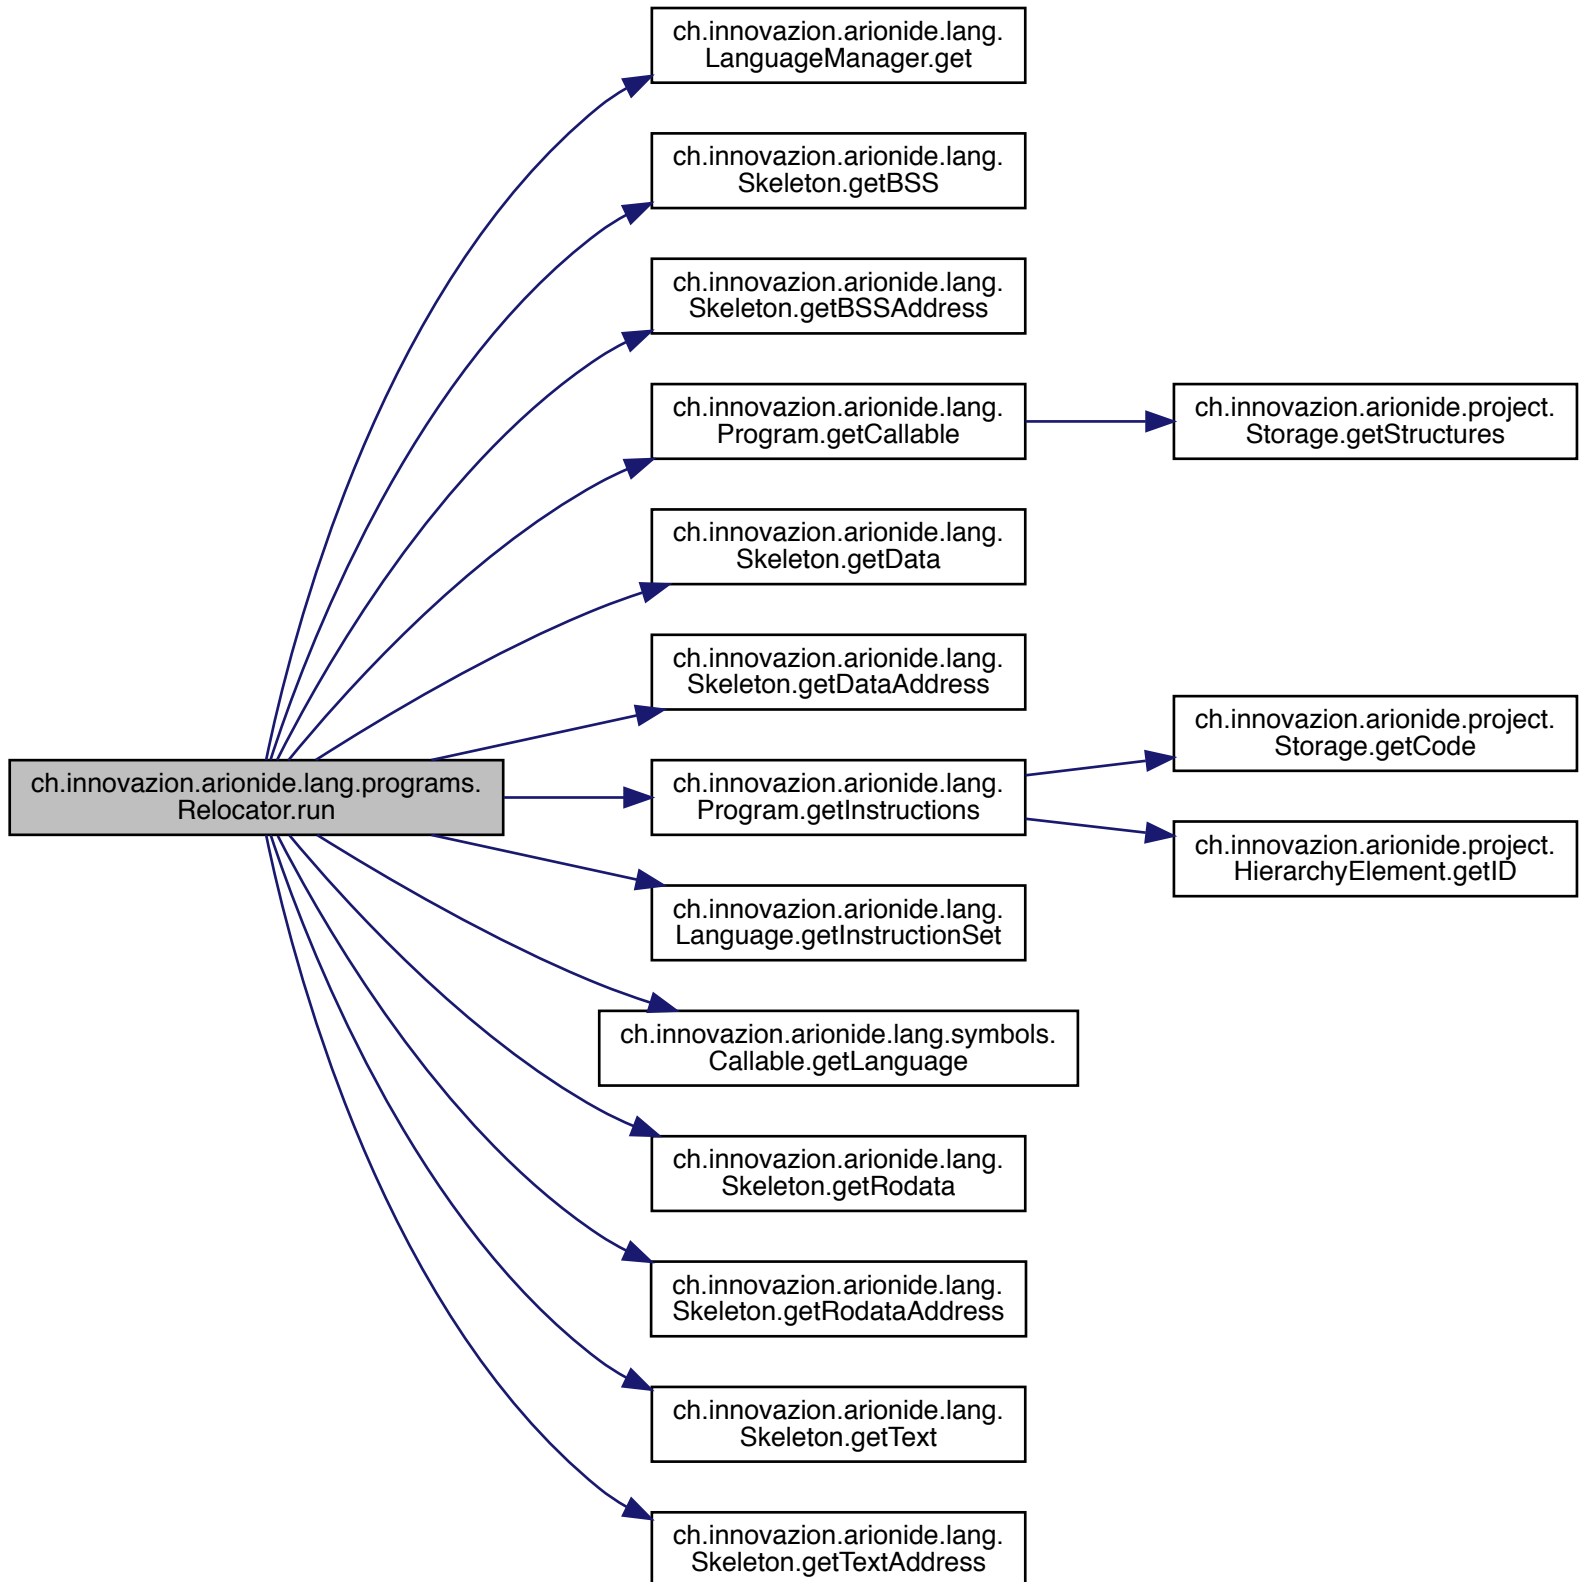 ch.innovazion.arionide.lang.
LanguageManager.get
ch.innovazion.arionide.lang.
Skeleton.getBSS
ch.innovazion.arionide.lang.
Skeleton.getBSSAddress
ch.innovazion.arionide.lang.
Program.getCallable
ch.innovazion.arionide.project.
Storage.getStructures
ch.innovazion.arionide.lang.
Skeleton.getData
ch.innovazion.arionide.lang.
Skeleton.getDataAddress
ch.innovazion.arionide.lang.programs.
Relocator.run
ch.innovazion.arionide.lang.
Program.getInstructions
ch.innovazion.arionide.project.
Storage.getCode
ch.innovazion.arionide.project.
HierarchyElement.getID
ch.innovazion.arionide.lang.
Language.getInstructionSet
ch.innovazion.arionide.lang.symbols.
Callable.getLanguage
ch.innovazion.arionide.lang.
Skeleton.getRodata
ch.innovazion.arionide.lang.
Skeleton.getRodataAddress
ch.innovazion.arionide.lang.
Skeleton.getText
ch.innovazion.arionide.lang.
Skeleton.getTextAddress